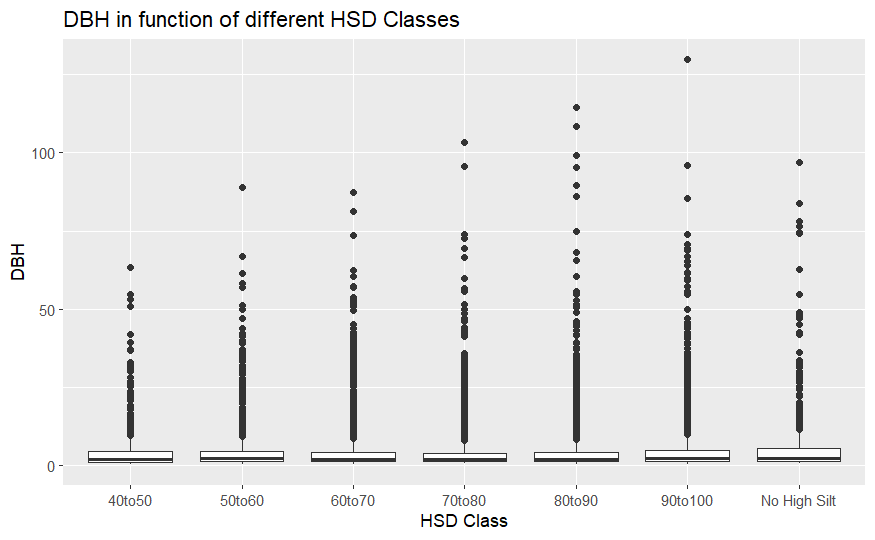 DBH in function of different HSD Classes
DBH
100
50
0
40to50
50to60
60to70
70to80
80to90
90to100
No High Silt
HSD Class